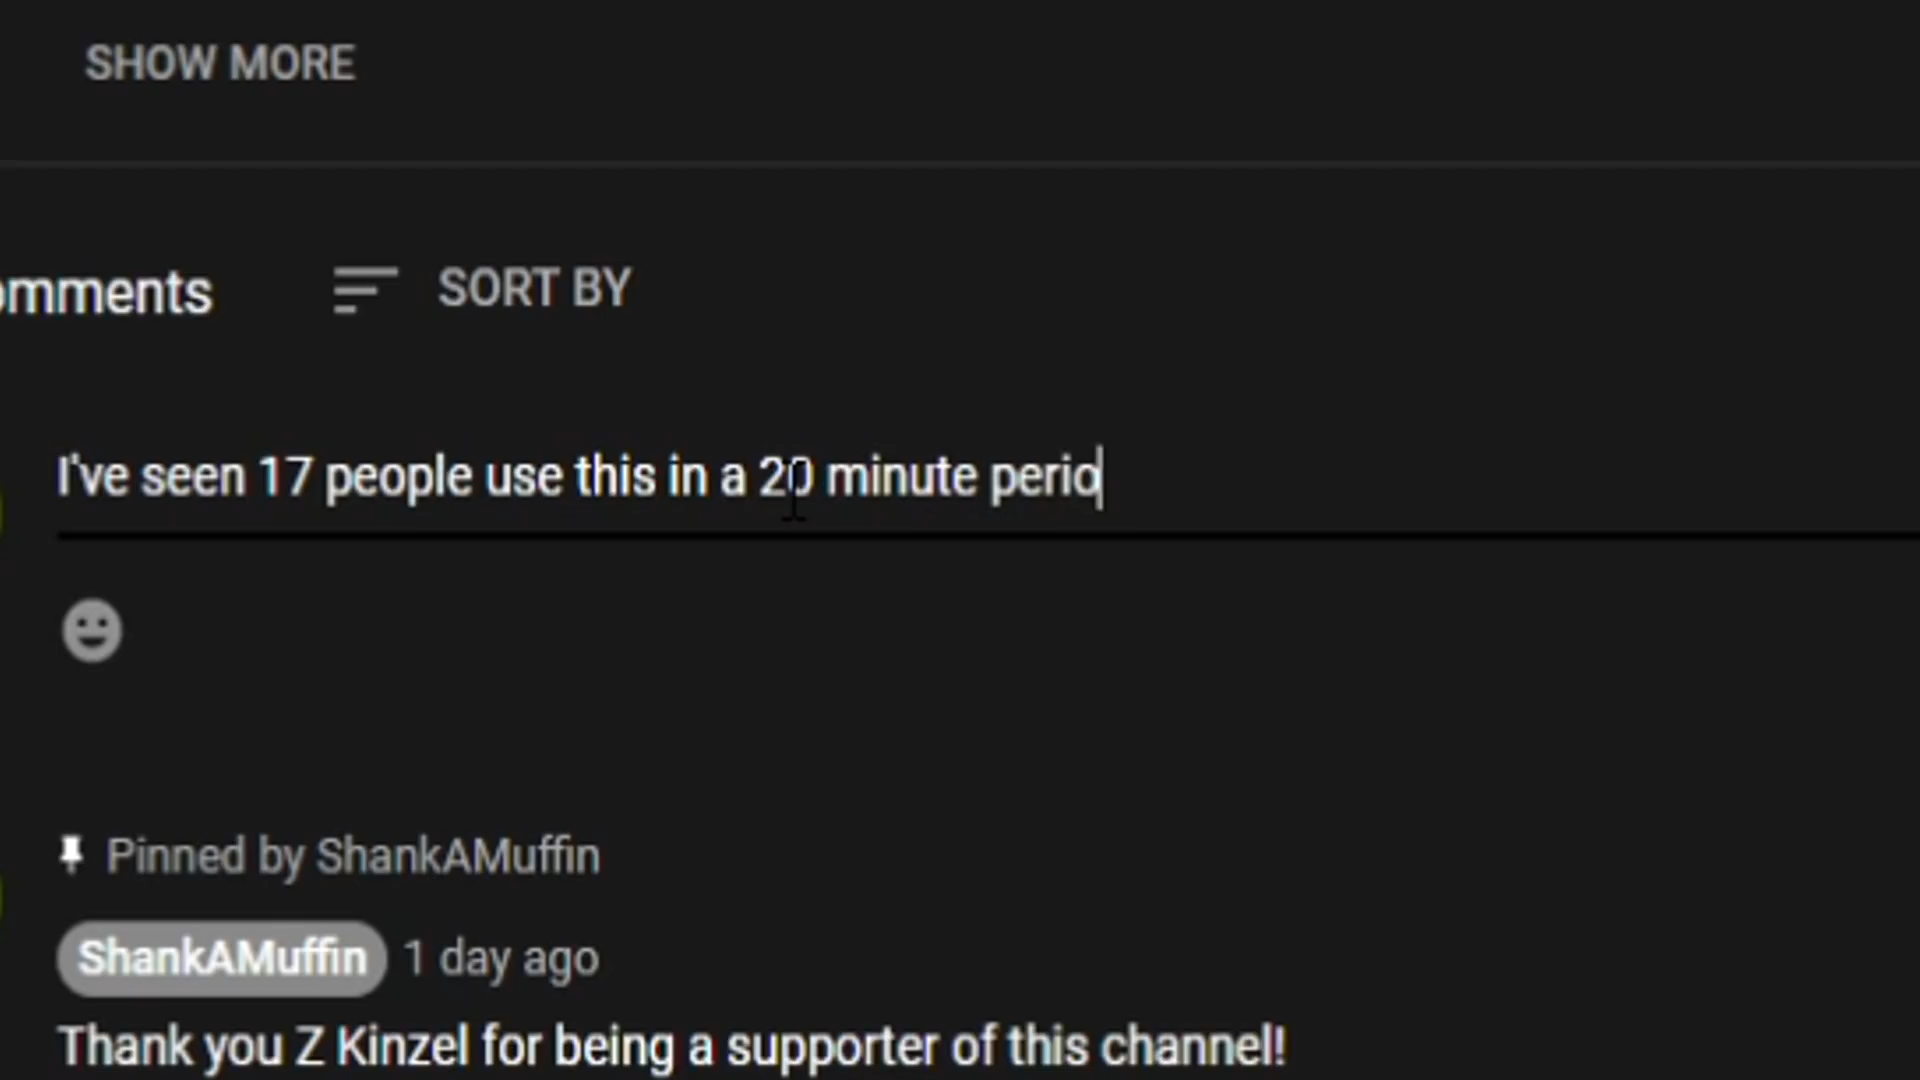 SHOW MORE
omments
SORT BY
I've seen 17 people use this in a 20 minute perio
Pinned by ShankAMuffin
ShankAMuffin 1 day ago
Thank you Z Kinzel for being a supporter of this channel!